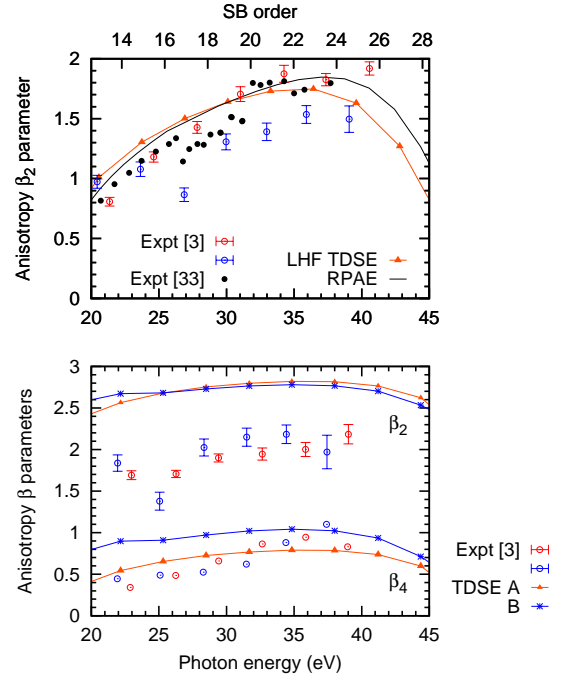 SB order
14 16 18 20 22 24 26 28
2
1.5
1
0.5
0
Anisotropy β2 parameter
Expt [3]
Expt [33]
LHF TDSE
RPAE
20 25 30 35 40 45
3
2.5
2
1.5
1
0.5
0
Anisotropy β parameters
β2
β4
Expt [3]
TDSE A
B
20 25 30 35 40 45
Photon energy (eV)